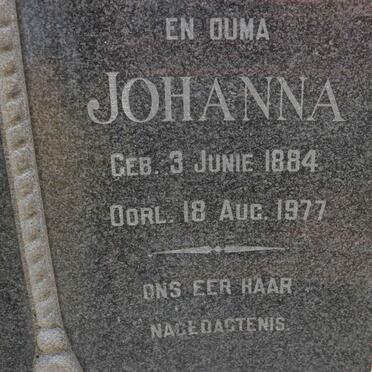 EN OUMA
JOHANNA
GEB. 3 JUNIE 1884
OORL. 18 AUG. 1977
ONS EER HAAR
NAGEDAGTENIS.